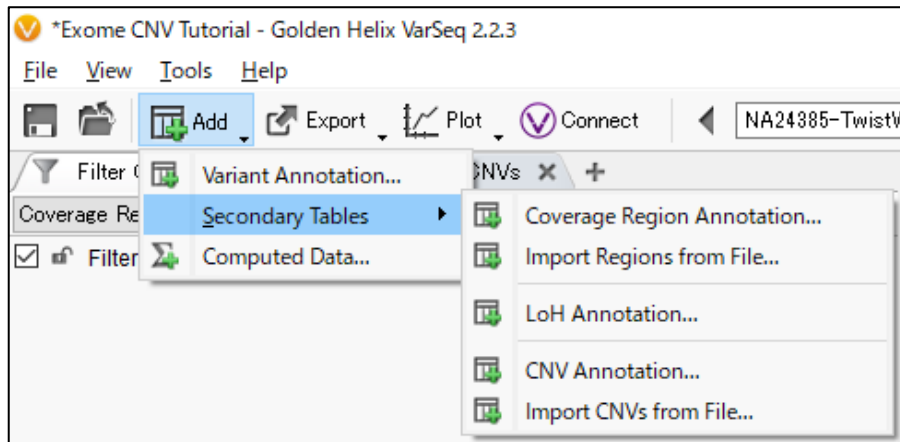 *Exome CNV Tutorial - Golden Helix VarSeq 2.2.3
File View Tools Help
Add Export Plot Connect NA24385-Twist
Filter CNVs
Variant Annotation...
Coverage Re Secondary Tables Coverage Region Annotation...
Filter Computed Data... Import Regions from File...
LoH Annotation...
CNV Annotation...
Import CNVs from File...